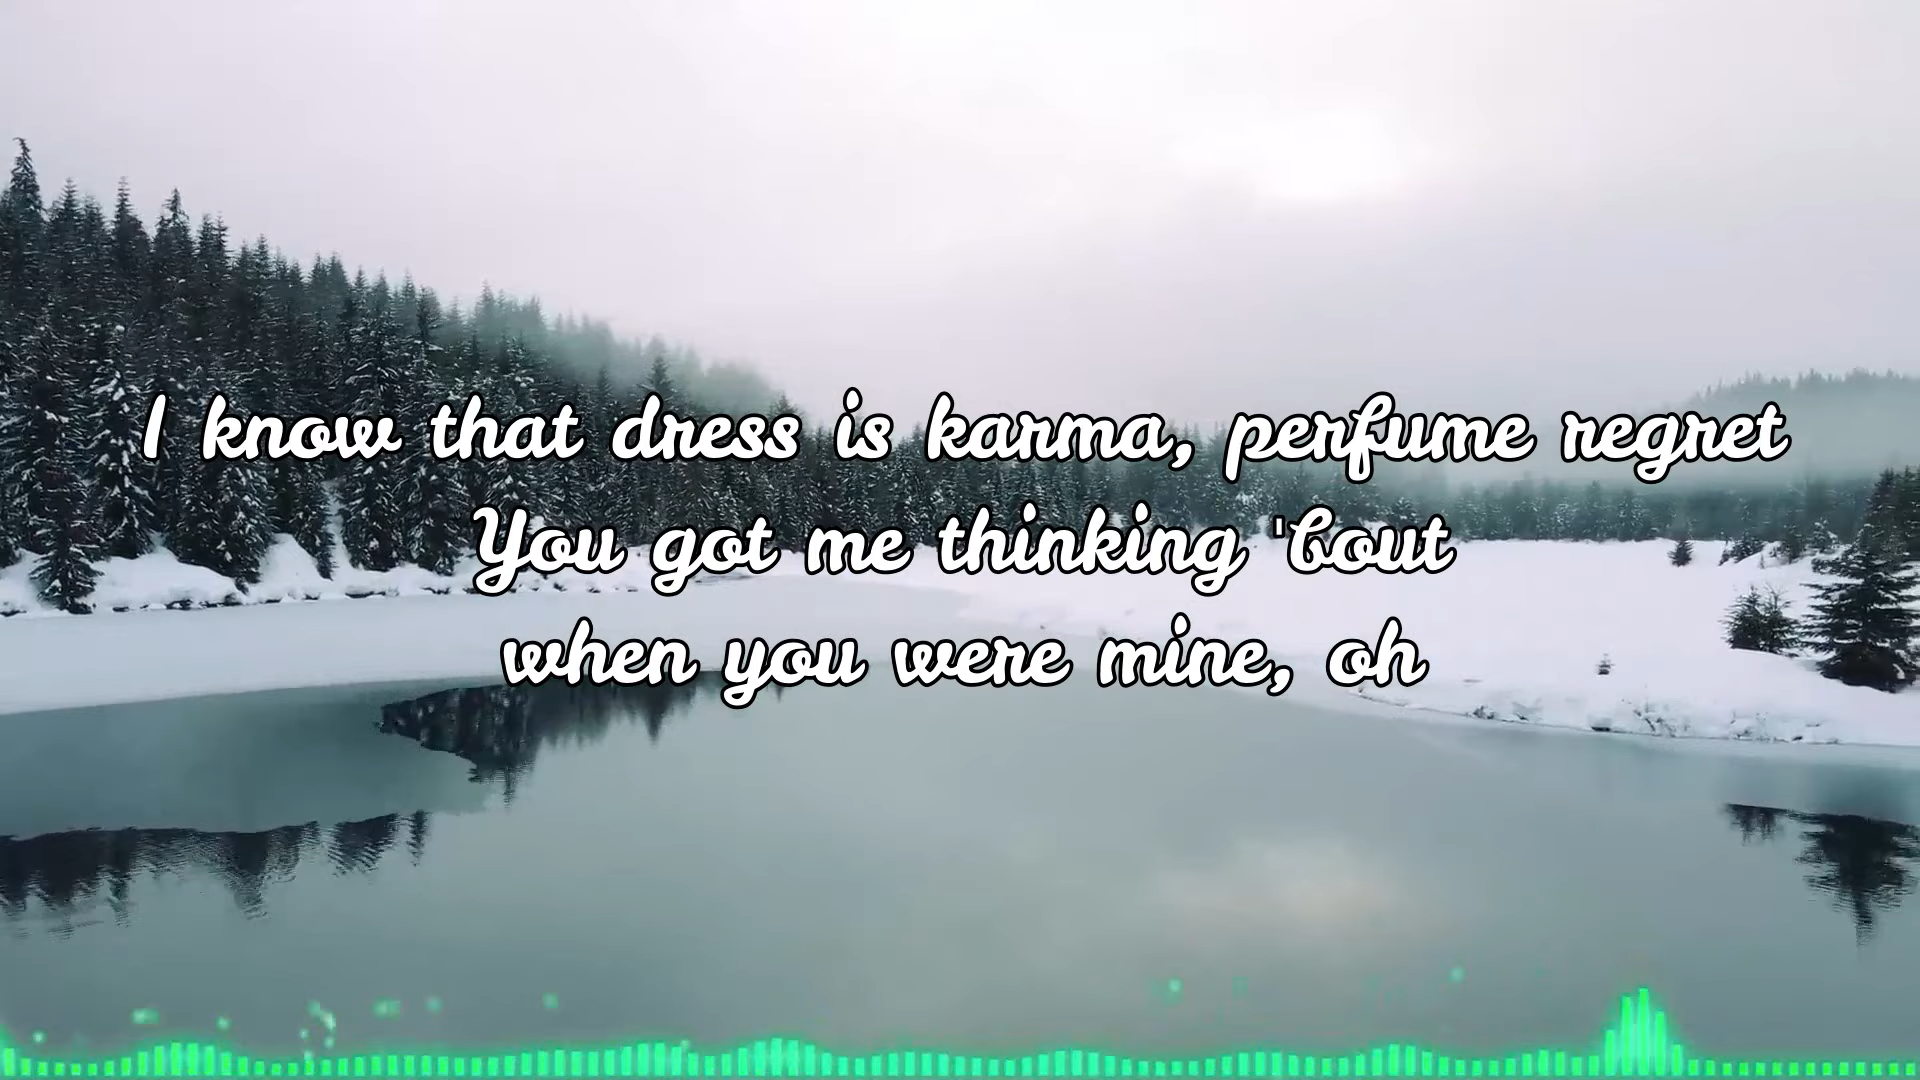 I know that dress is karma, perfume regret
You got me thinking 'bout
when you were mine, oh